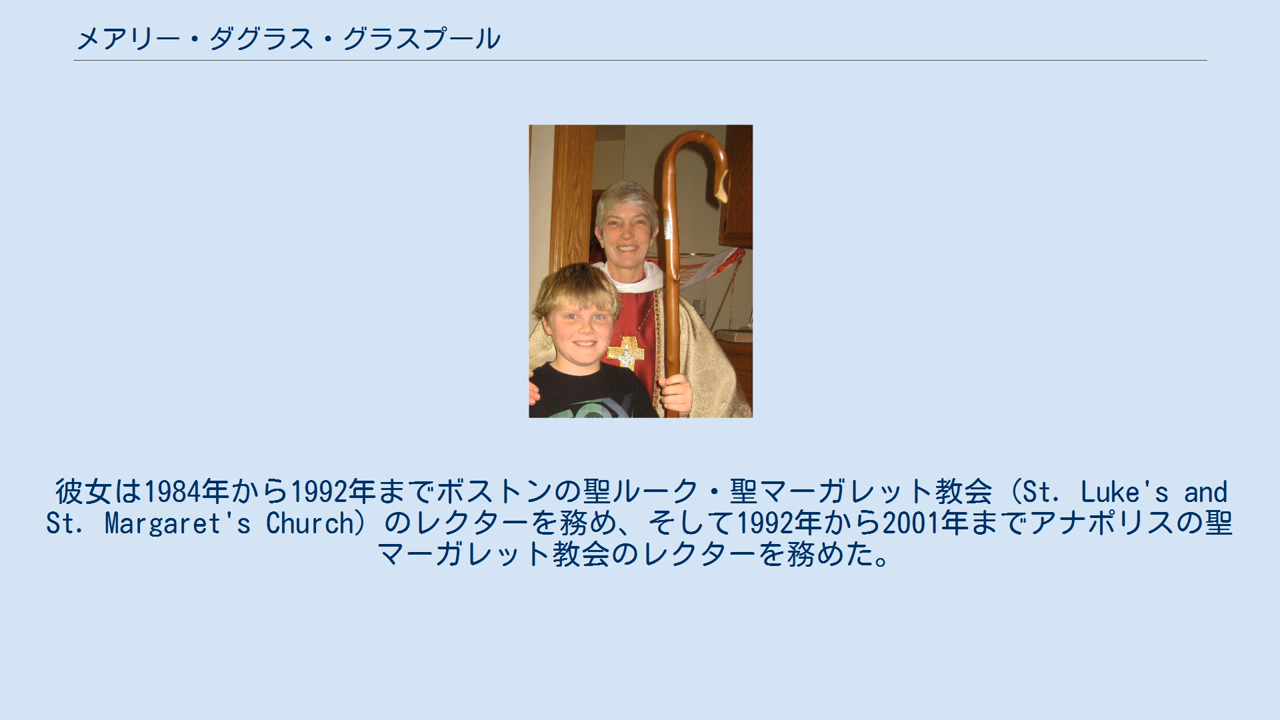 メアリー・ダグラス・グラスプール
彼女は1984年から1992年までボストンの聖ルーク・聖マーガレット教会（St. Luke's and
St. Margaret's Church）のレクターを務め、そして1992年から2001年までアナポリスの聖
マーガレット教会のレクターを務めた。